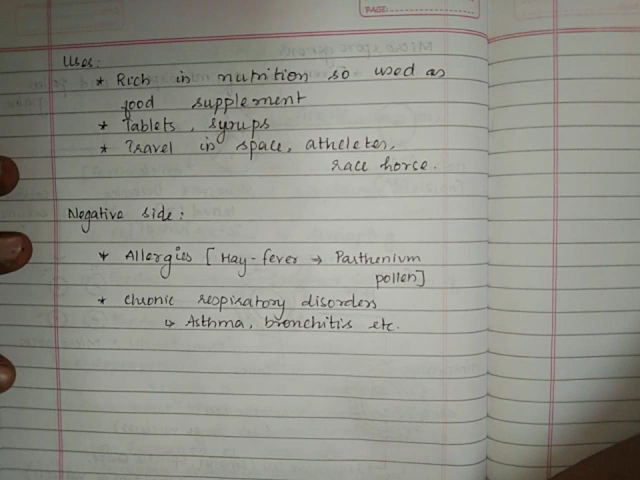 PAGE:
Uses:
* Rich in nutrition so used as
food supplement
* Tablets, syrups
* Travel in space, atheletes,
race horse.
Negative side:
* Allergies [Hay-fever → Parthenium
pollen]
* Chronic respiratory disorders
↳ Asthma, bronchitis etc.